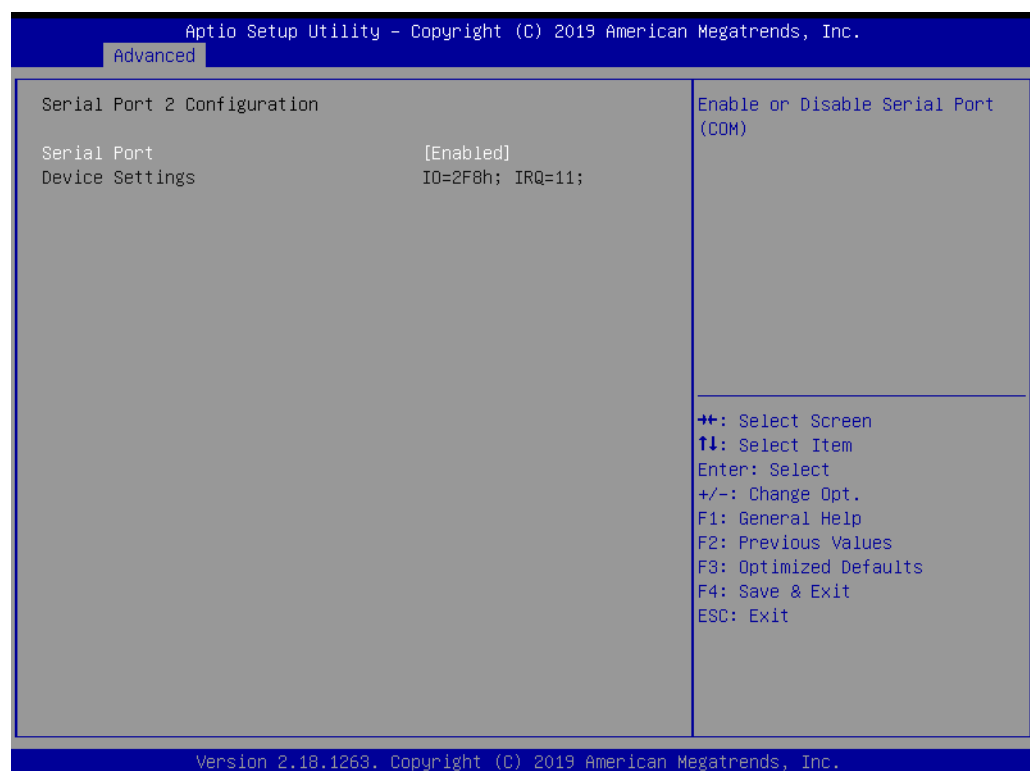 Aptio Setup Utility – Copyright (C) 2019 American Megatrends, Inc.
Advanced
Serial Port 2 Configuration
Serial Port [Enabled]
Device Settings IO=2F8h; IRQ=11;
Enable or Disable Serial Port
(COM)
→←: Select Screen
↑↓: Select Item
Enter: Select
+/-: Change Opt.
F1: General Help
F2: Previous Values
F3: Optimized Defaults
F4: Save & Exit
ESC: Exit
Version 2.18.1263. Copyright (C) 2019 American Megatrends, Inc.